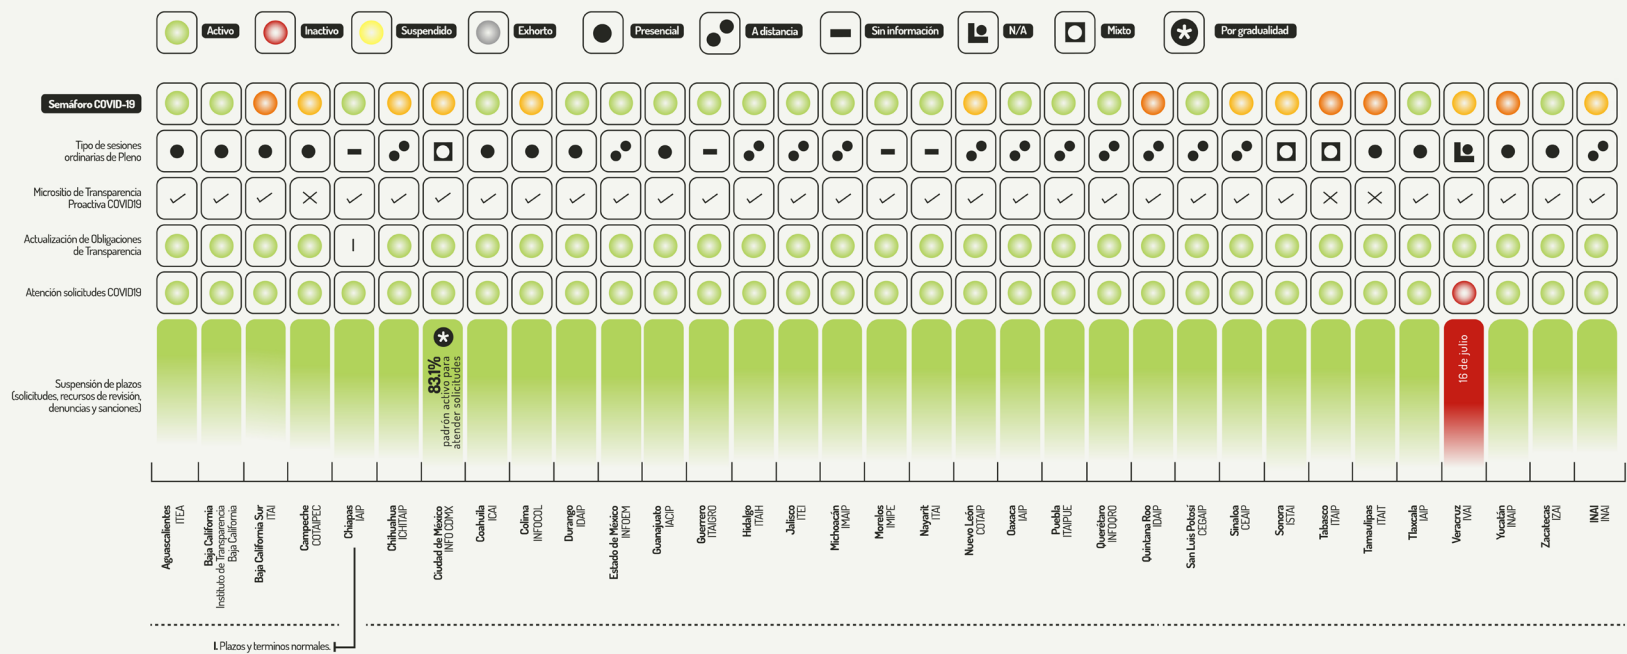 Activo
Inactivo
Suspendido
Exhorto
Presencial
A distancia
Sin información
N/A
Mixto
Por gradualidad
Semáforo COVID-19
Tipo de sesiones
ordinarias de Pleno
Micrositio de Transparencia
Proactiva COVID19
Actualización de Obligaciones
de Transparencia
I
Atención solicitudes COVID19
Suspensión de plazos
(solicitudes, recursos de revisión,
denuncias y sanciones)
83.1%
padrón activo para
atender solicitudes
16 de julio
Aguascalientes
ITEA
Baja California
Instituto de Transparencia
Baja California
Baja California Sur
ITAI
Campeche
COTAIPEC
Chiapas
IAIP
Chihuahua
ICHITAIP
Ciudad de México
INFOCDMX
Coahuila
ICAI
Colima
INFOCOL
Durango
IDAIP
Estado de México
INFOEM
Guanajuato
IACIP
Guerrero
ITAIGRO
Hidalgo
ITAIH
Jalisco
ITEI
Michoacán
IMAIP
Morelos
IMIPE
Nayarit
ITAI
Nuevo León
COTAIP
Oaxaca
IAIP
Puebla
ITAIPUE
Querétaro
INFOQRO
Quintana Roo
IDAIP
San Luis Potosí
CEGAIP
Sinaloa
CEAIP
Sonora
ISTAI
Tabasco
ITAIP
Tamaulipas
ITAIT
Tlaxcala
IAIP
Veracruz
IVAI
Yucatán
INAIP
Zacatecas
IZAI
INAI
INAI
I. Plazos y terminos normales.